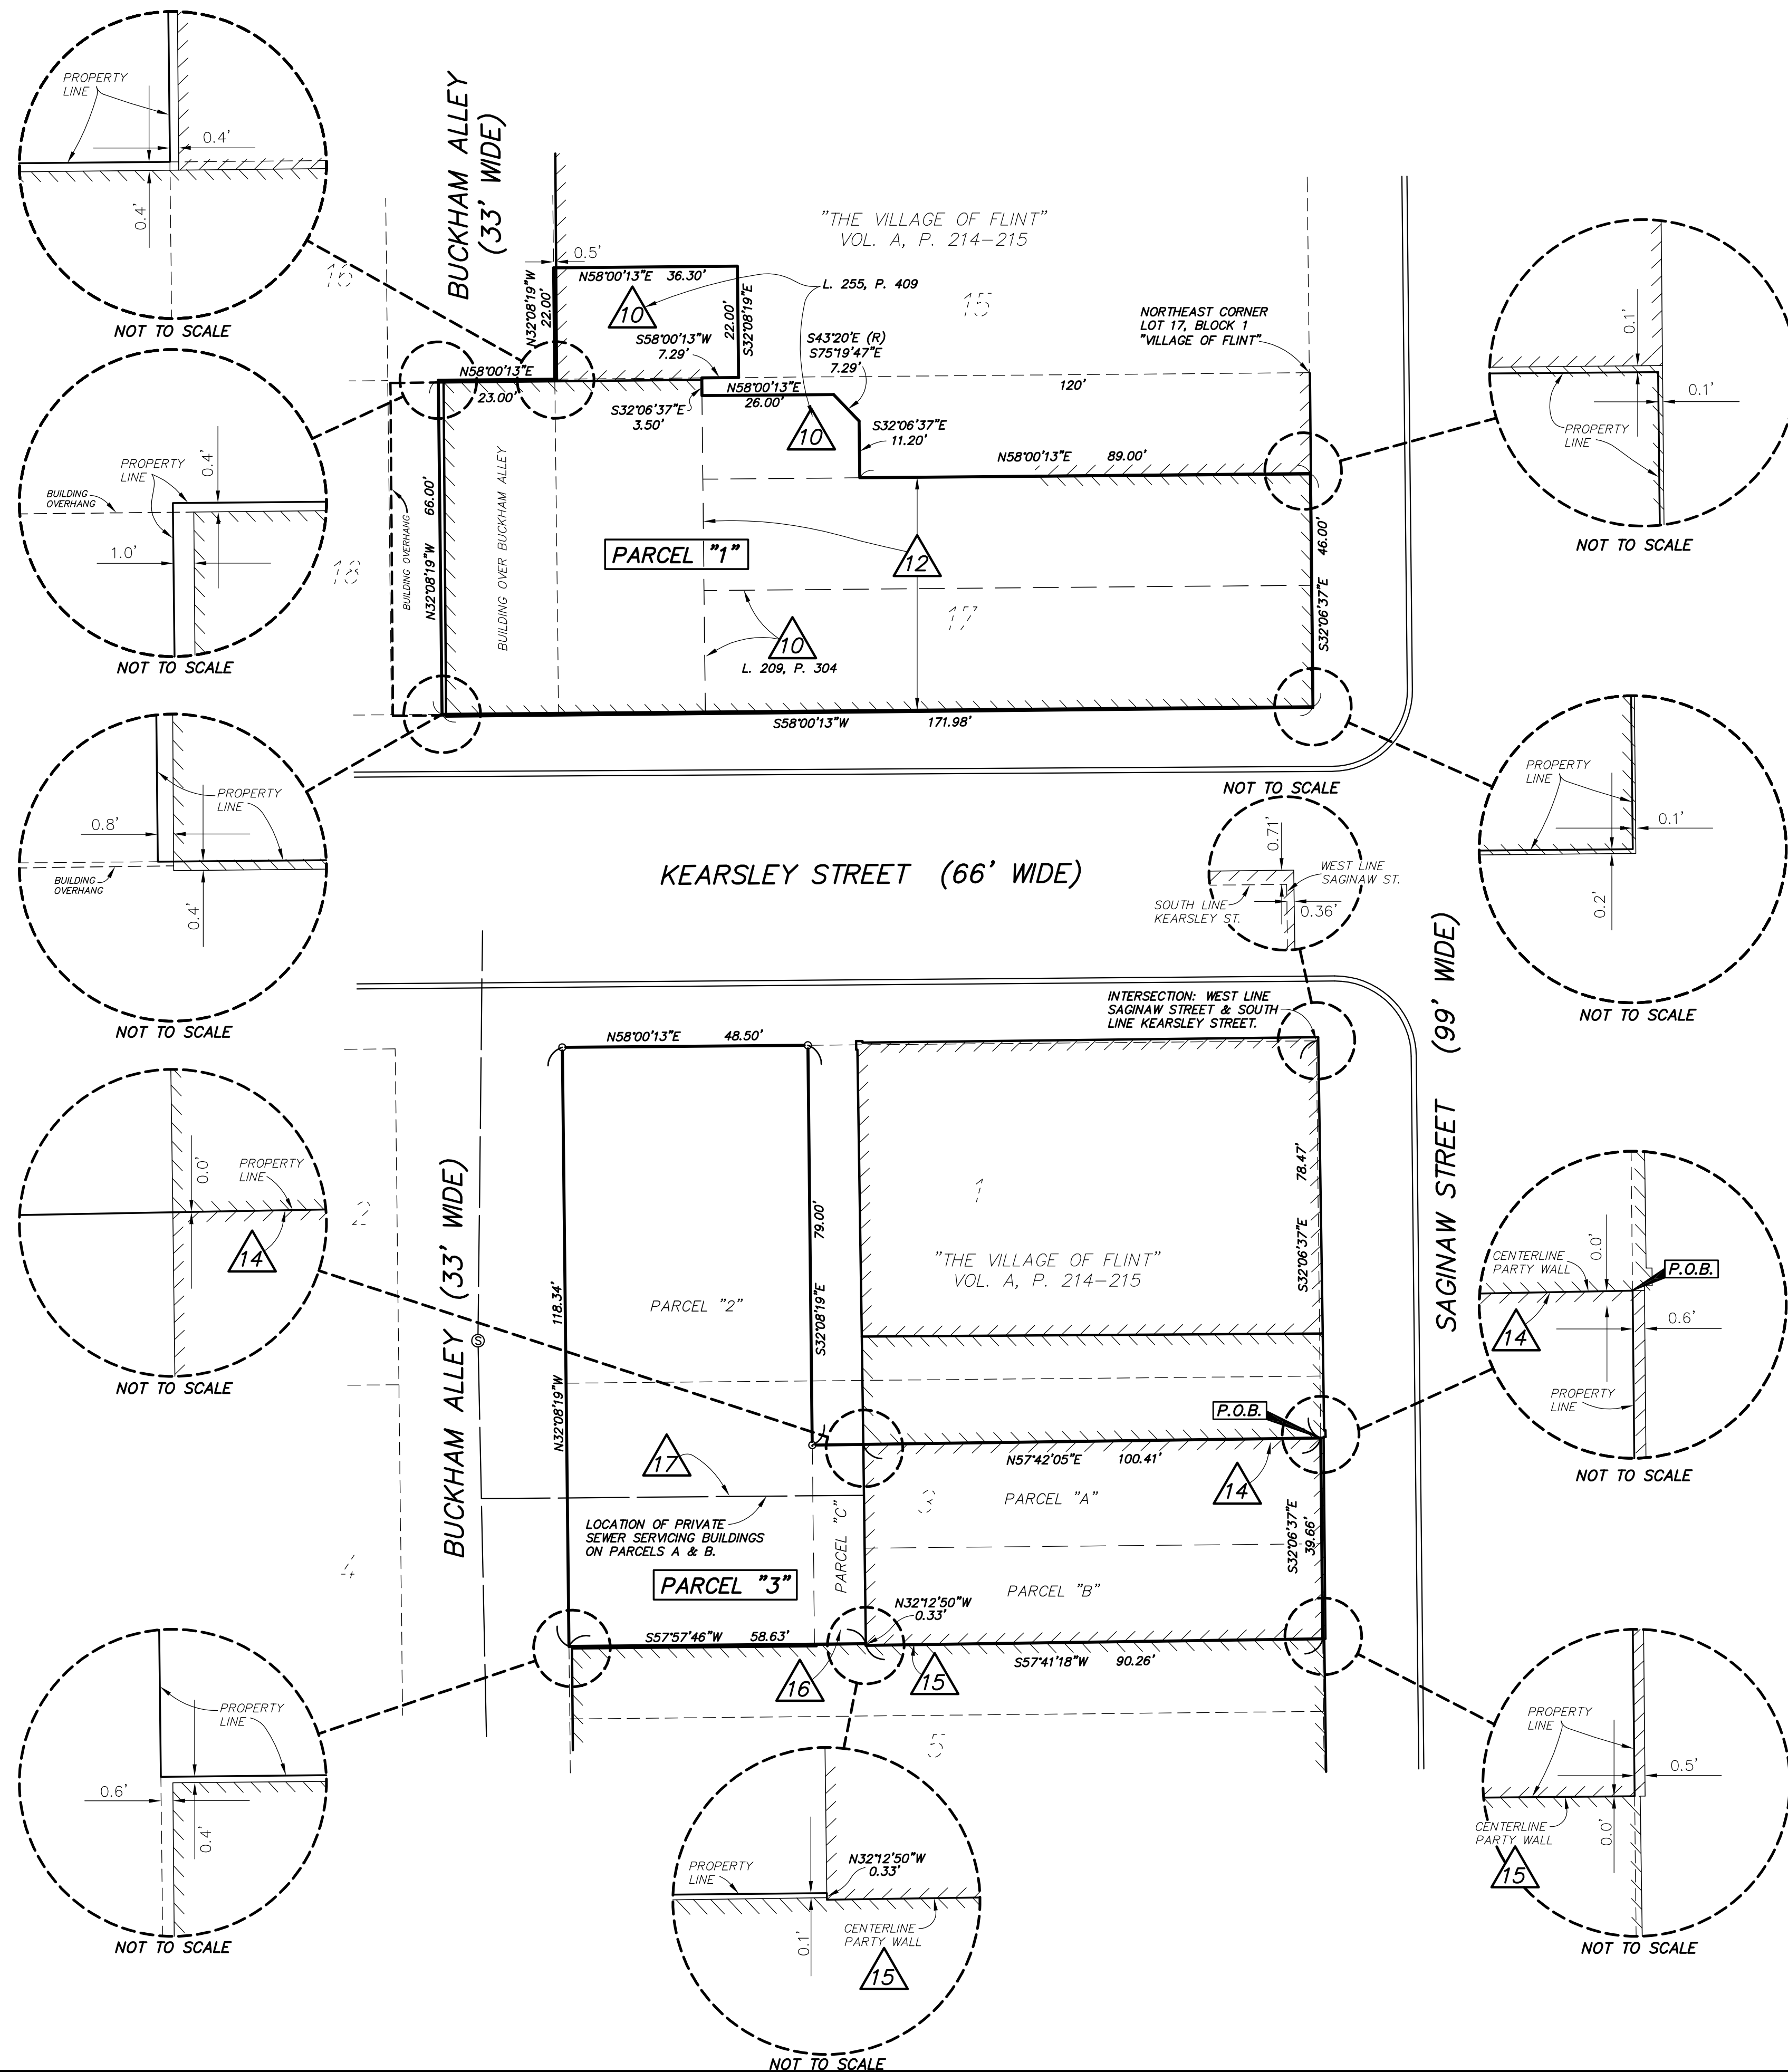 PROPERTY
LINE
0.4'
0.4'
NOT TO SCALE
BUCKHAM ALLEY
(33' WIDE)
16
"THE VILLAGE OF FLINT"
VOL. A, P. 214-215
0.5'
N58°00'13"E 36.30'
N32°08'19"W
22.00'
10
L. 255, P. 409
22.00'
S32°08'19"E
S58°00'13"W
7.29'
15
S43°20'E (R)
S75°19'47"E
7.29'
NORTHEAST CORNER
LOT 17, BLOCK 1
"VILLAGE OF FLINT"
0.1'
0.1'
PROPERTY
LINE
NOT TO SCALE
N58°00'13"E
23.00'
S32°06'37"E
3.50'
N58°00'13"E
26.00'
10
S32°06'37"E
11.20'
120'
N58°00'13"E 89.00'
PROPERTY
LINE
0.4'
BUILDING
OVERHANG
1.0'
NOT TO SCALE
18
BUILDING OVERHANG
N32°08'19"W 66.00'
BUILDING OVER BUCKHAM ALLEY
PARCEL "1"
12
10
L. 209, P. 304
17
S32°06'37"E 46.00'
S58°00'13"W 171.98'
PROPERTY
LINE
0.8'
BUILDING
OVERHANG
0.4'
NOT TO SCALE
NOT TO SCALE
0.71'
WEST LINE
SAGINAW ST.
SOUTH LINE
KEARSLEY ST.
0.36'
PROPERTY
LINE
0.1'
0.2'
NOT TO SCALE
KEARSLEY STREET (66' WIDE)
SAGINAW STREET (99' WIDE)
INTERSECTION: WEST LINE
SAGINAW STREET & SOUTH
LINE KEARSLEY STREET.
N58°00'13"E 48.50'
0.0'
PROPERTY
LINE
14
NOT TO SCALE
2
BUCKHAM ALLEY (33' WIDE)
S
N32°08'19"W 118.34'
PARCEL "2"
S32°08'19"E 79.00'
1
"THE VILLAGE OF FLINT"
VOL. A, P. 214-215
S32°06'37"E 78.47'
CENTERLINE
PARTY WALL
0.0'
P.O.B.
14
0.6'
PROPERTY
LINE
NOT TO SCALE
P.O.B.
N57°42'05"E 100.41'
14
17
PARCEL "A"
3
LOCATION OF PRIVATE
SEWER SERVICING BUILDINGS
ON PARCELS A & B.
PARCEL "C"
S32°06'37"E
39.66'
4
PARCEL "3"
PARCEL "B"
N32°12'50"W
0.33'
S57°57'46"W 58.63'
16
15
S57°41'18"W 90.26'
5
PROPERTY
LINE
0.6'
0.4'
NOT TO SCALE
PROPERTY
LINE
N32°12'50"W
0.33'
0.1'
CENTERLINE
PARTY WALL
15
NOT TO SCALE
PROPERTY
LINE
0.5'
CENTERLINE
PARTY WALL
0.0'
15
NOT TO SCALE